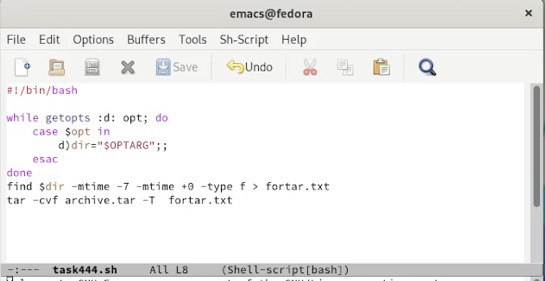 emacs@fedora
File Edit Options Buffers Tools Sh-Script Help
Save Undo
#!/bin/bash
while getopts :d: opt; do
case $opt in
d)dir="$OPTARG";;
esac
done
find $dir -mtime -7 -mtime +0 -type f > fortar.txt
tar -cvf archive.tar -T  fortar.txt
-:--- task444.sh All L8 (Shell-script[bash])